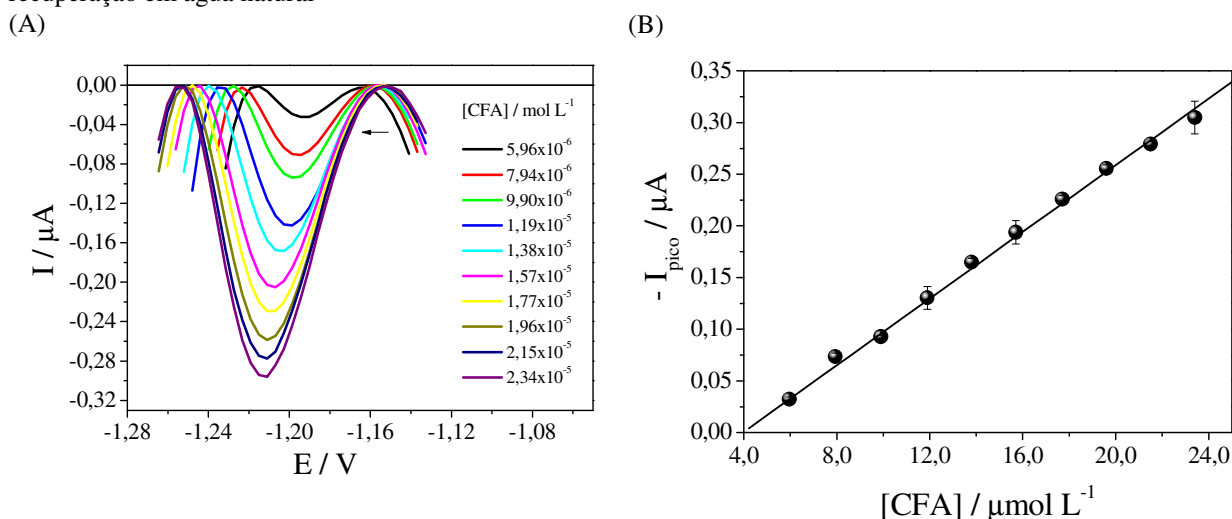 recuperação em água natural
(A)
(B)
0,00
-0,04
-0,08
-0,12
-0,16
-0,20
-0,24
-0,28
-0,32
I / µA
-1,28 -1,24 -1,20 -1,16 -1,12 -1,08
E / V
[CFA] / mol L⁻¹
5,96x10⁻⁶
7,94x10⁻⁶
9,90x10⁻⁶
1,19x10⁻⁵
1,38x10⁻⁵
1,57x10⁻⁵
1,77x10⁻⁵
1,96x10⁻⁵
2,15x10⁻⁵
2,34x10⁻⁵
0,35
0,30
0,25
0,20
0,15
0,10
0,05
0,00
- I_pico / µA
4,0 8,0 12,0 16,0 20,0 24,0
[CFA] / µmol L⁻¹